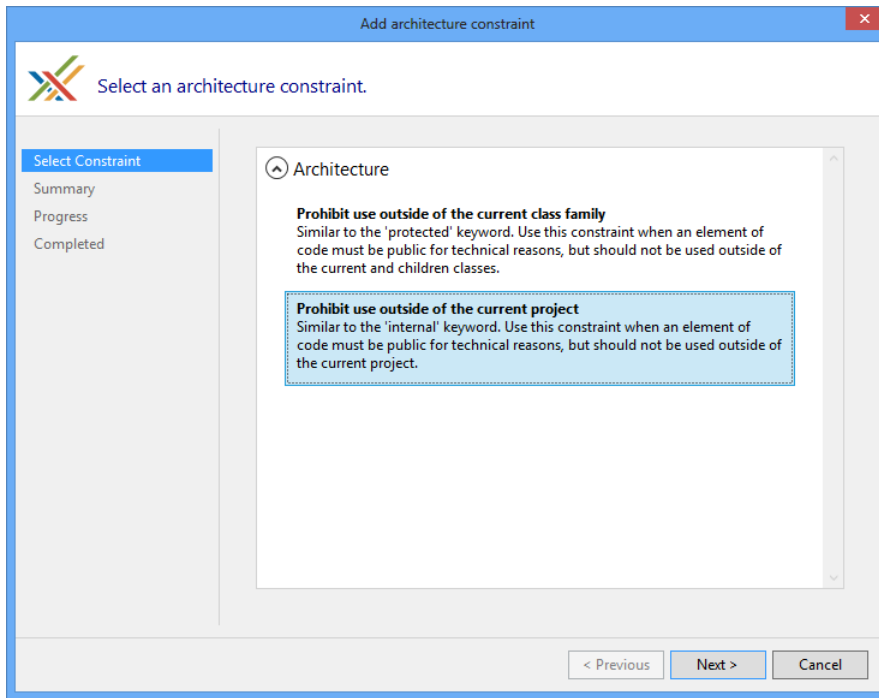 Add architecture constraint
Select an architecture constraint.
Select Constraint
Summary
Progress
Completed
Architecture
Prohibit use outside of the current class family
Similar to the 'protected' keyword. Use this constraint when an element of
code must be public for technical reasons, but should not be used outside of
the current and children classes.
Prohibit use outside of the current project
Similar to the 'internal' keyword. Use this constraint when an element of
code must be public for technical reasons, but should not be used outside of
the current project.
< Previous
Next >
Cancel